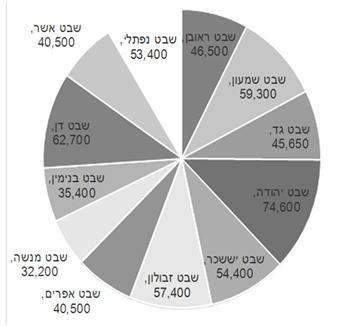 שבט ראובן,
46,500
שבט שמעון,
59,300
שבט גד,
45,650
שבט יהודה,
74,600
שבט יששכר,
54,400
שבט זבולון,
57,400
שבט אפרים,
40,500
שבט מנשה,
32,200
שבט בנימין,
35,400
שבט דן,
62,700
שבט אשר,
40,500
שבט נפתלי,
53,400